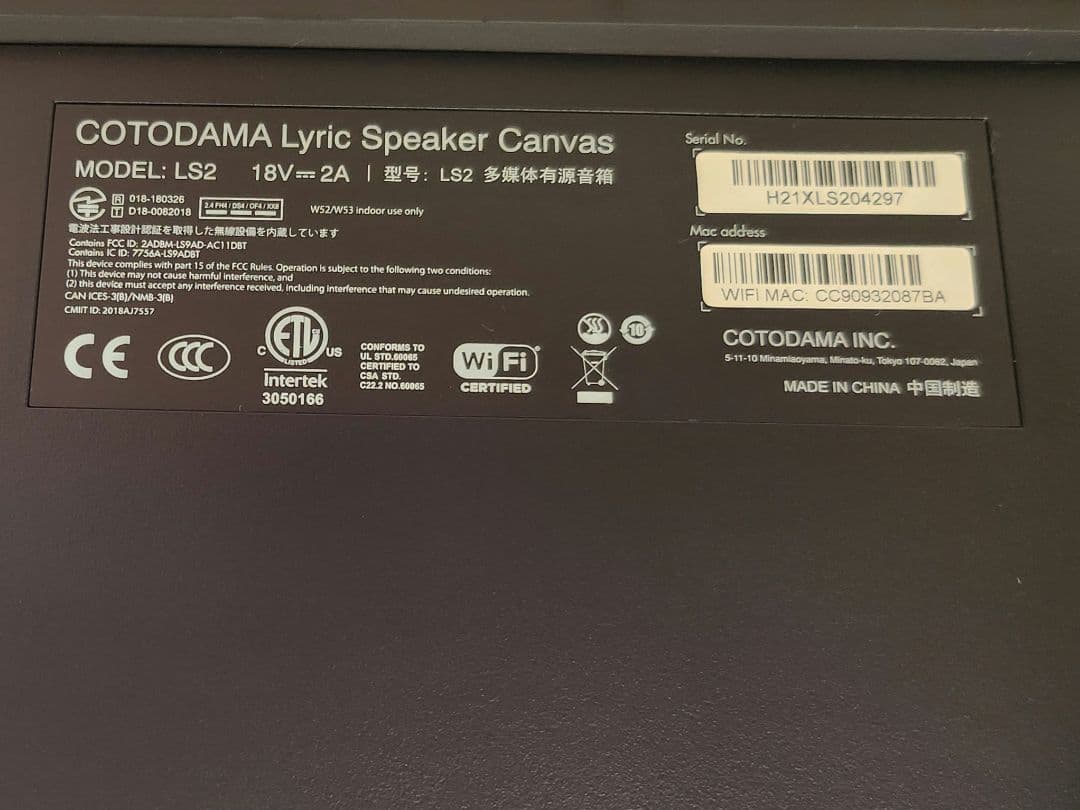 COTODAMA Lyric Speaker Canvas
MODEL: LS2 18V⎓2A | 型号: LS2 多媒体有源音箱
R 018-180326
T D18-0082018
2.4 FH4 / DS4 / OF4 / XX8
W52/W53 indoor use only
電波法工事設計認証を取得した無線設備を内蔵しています
Contains FCC ID: 2ADBM-LS9AD-AC11DBT
Contains IC ID: 7756A-LS9ADBT
This device complies with part 15 of the FCC Rules. Operation is subject to the following two conditions:
(1) This device may not cause harmful interference, and
(2) this device must accept any interference received, including interference that may cause undesired operation.
CAN ICES-3(B)/NMB-3(B)
CMIIT ID: 2018AJ7557
CE
CCC
C ETL US
LISTED
Intertek
3050166
CONFORMS TO
UL STD.60065
CERTIFIED TO
CSA STD.
C22.2 NO.60065
Wi Fi
CERTIFIED
10
Serial No.
H21XLS204297
Mac address
WIFI MAC: CC90932087BA
COTODAMA INC.
5-11-10 Minamiaoyama, Minato-ku, Tokyo 107-0062, Japan
MADE IN CHINA 中国制造